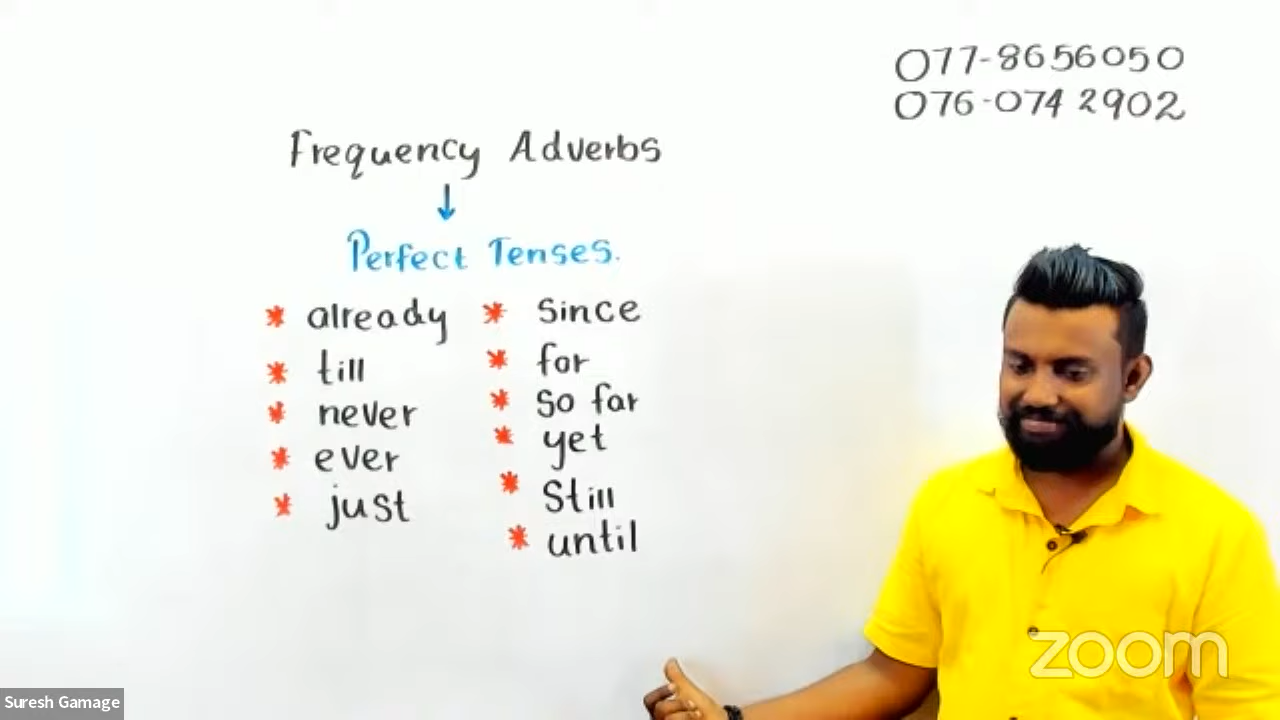 077-8656050
076-074 2902
Frequency Adverbs
↓
Perfect Tenses.
* already
* till
* never
* ever
* just
* Since
* for
* So far
* yet
* Still
* until
zoom
Suresh Gamage